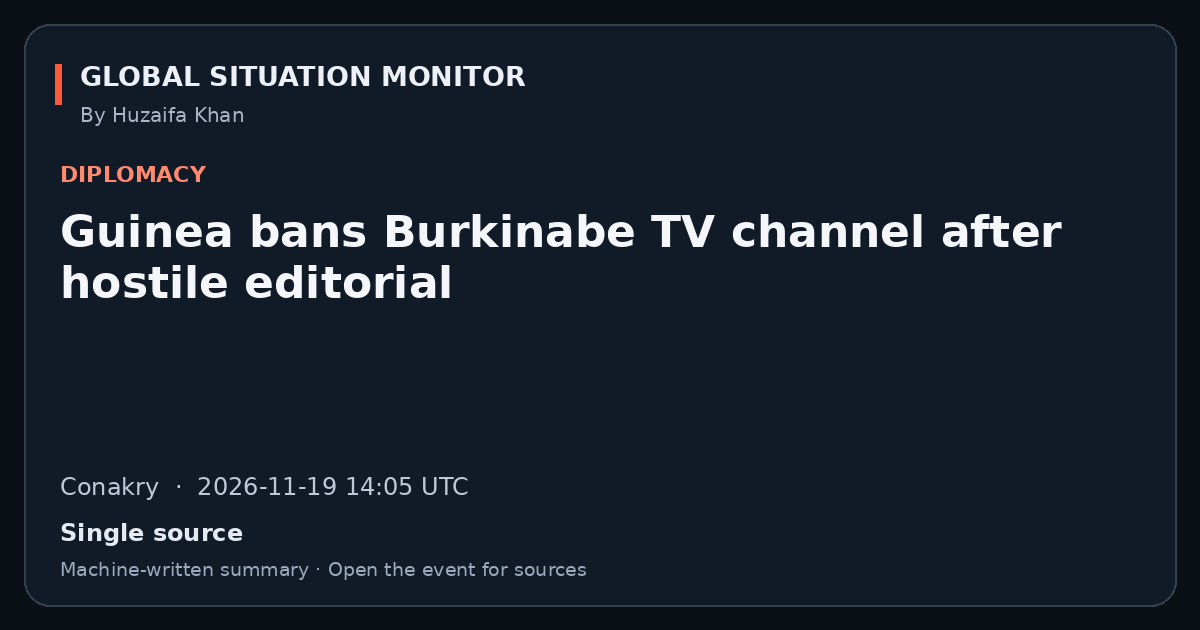 GLOBAL SITUATION MONITOR
By Huzaifa Khan
DIPLOMACY
Guinea bans Burkinabe TV channel after
hostile editorial
Conakry · 2026-11-19 14:05 UTC
Single source
Machine-written summary · Open the event for sources